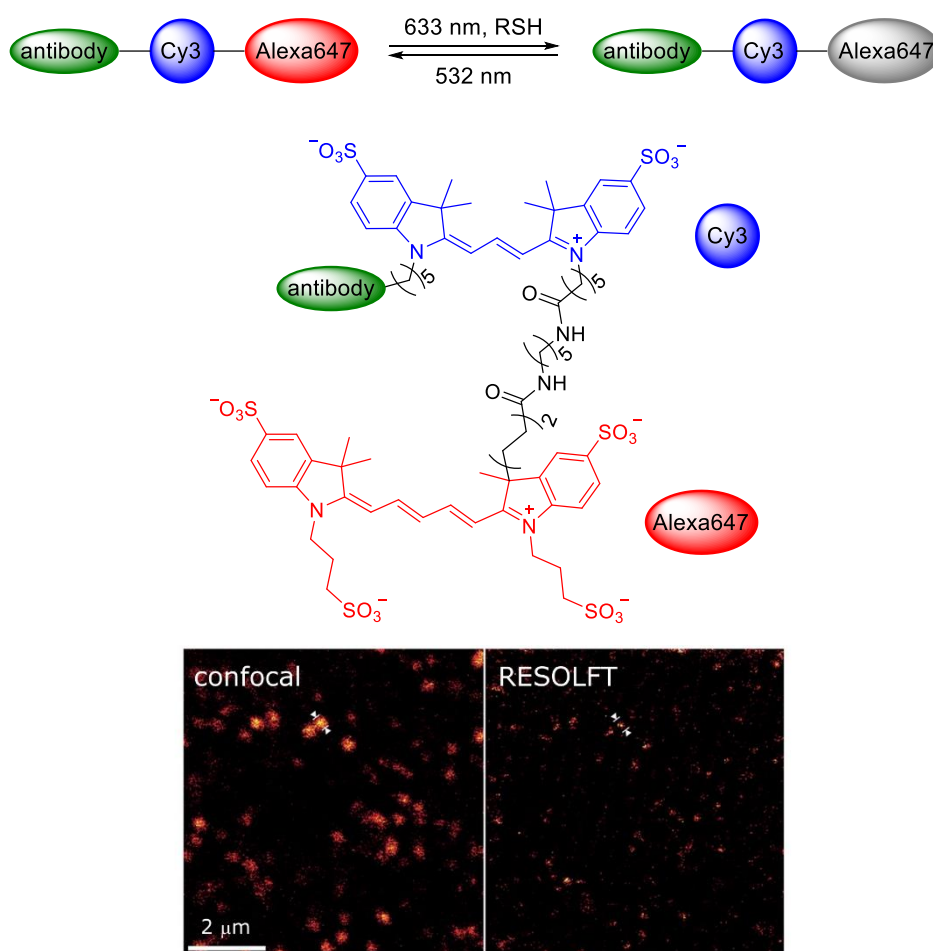 antibody Cy3 Alexa647 633 nm, RSH antibody Cy3 Alexa647
532 nm
⁻O₃S SO₃⁻
N N⁺ Cy3
antibody ( )5 ( )5
O
NH
( )5
NH
O
⁻O₃S ( )2 SO₃⁻
N N⁺ Alexa647
SO₃⁻ SO₃⁻
confocal RESOLFT
2 μm